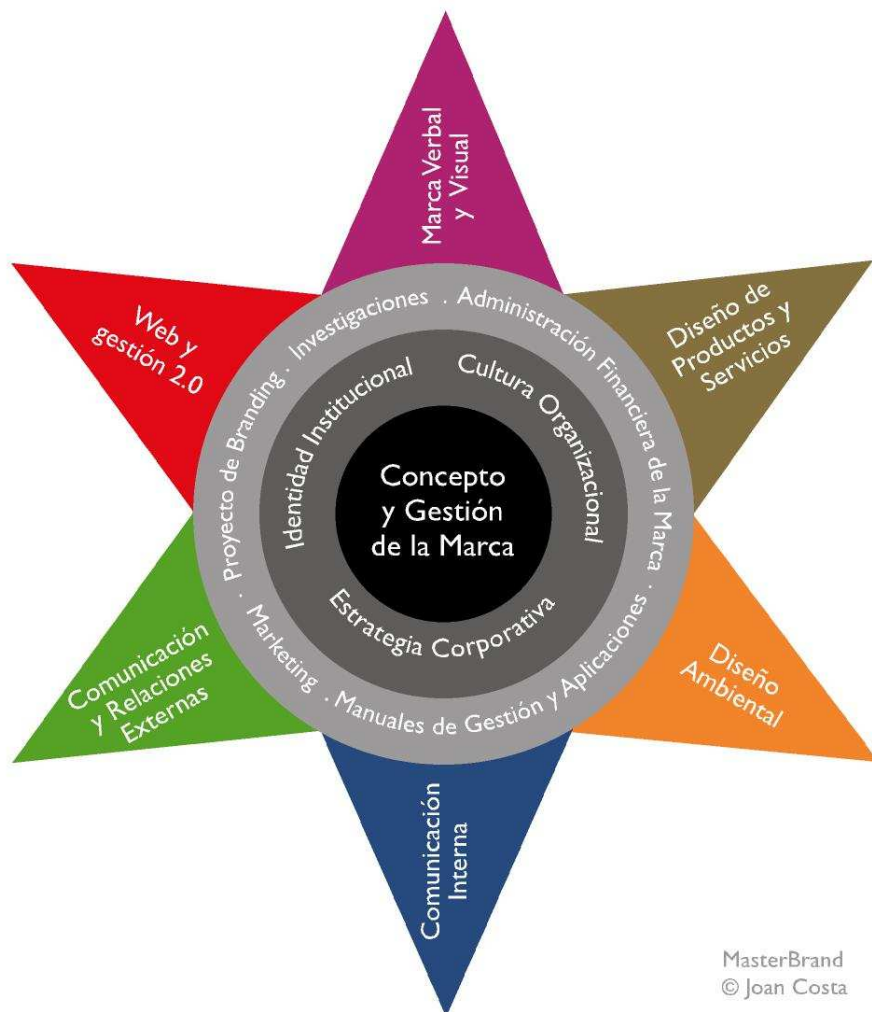 Marca Verbal
y Visual
Diseño de
Productos y
Servicios
Diseño
Ambiental
Comunicación
Interna
Comunicación
y Relaciones
Externas
Web y
gestión 2.0
Proyecto de Branding . Investigaciones . Administración Financiera de la Marca . Manuales de Gestión y Aplicaciones . Marketing .
Identidad Institucional
Cultura Organizacional
Estrategia Corporativa
Concepto
y Gestión
de la Marca
MasterBrand
© Joan Costa